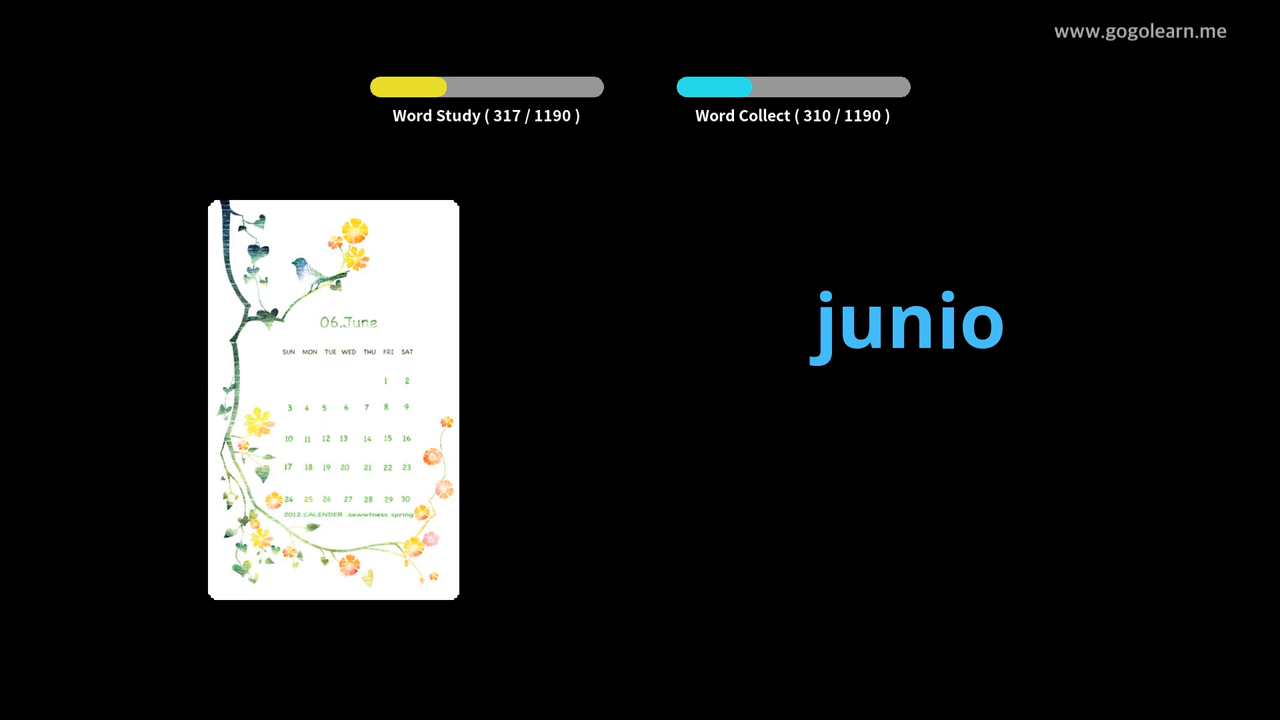 www.gogolearn.me
Word Study ( 317 / 1190 )
Word Collect ( 310 / 1190 )
06.June
SUN MON TUE WED THU FRI SAT
1 2
3 4 5 6 7 8 9
10 11 12 13 14 15 16
17 18 19 20 21 22 23
24 25 26 27 28 29 30
2012.CALENDER .sewwtness spring
junio